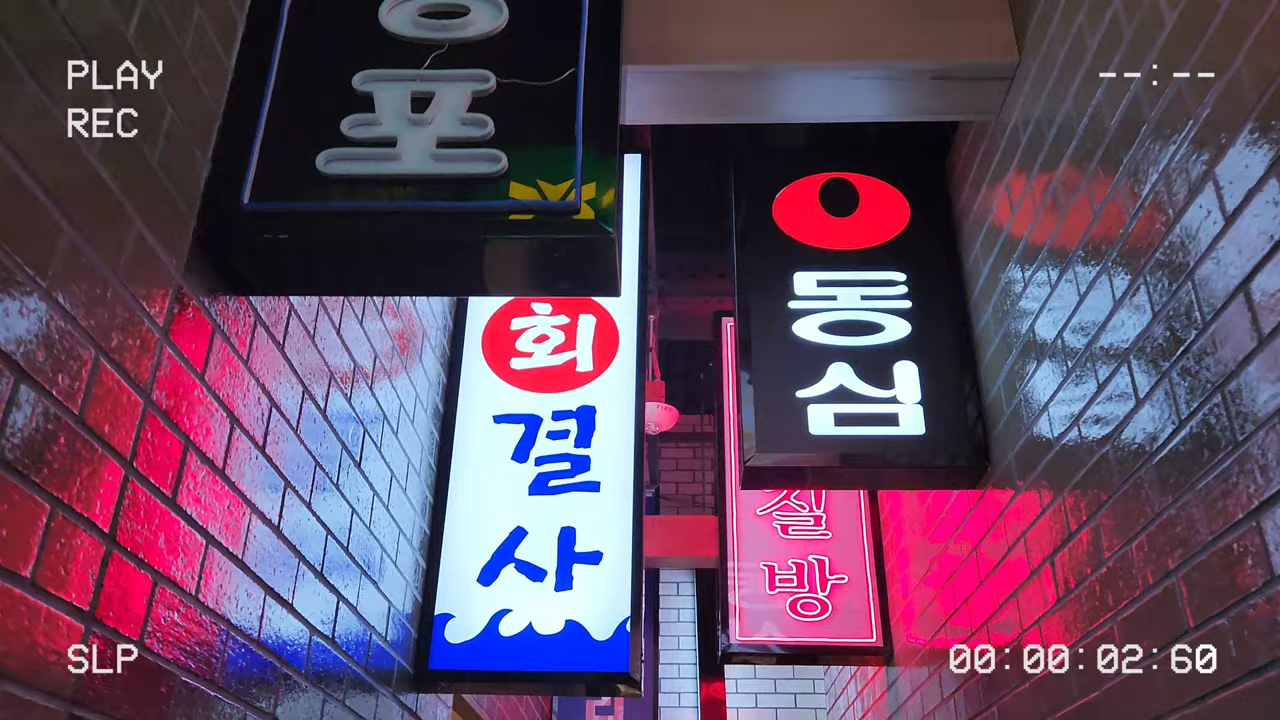 PLAY
REC
--:--
포
회
결
사
동
심
실
방
SLP
00:00:02:60